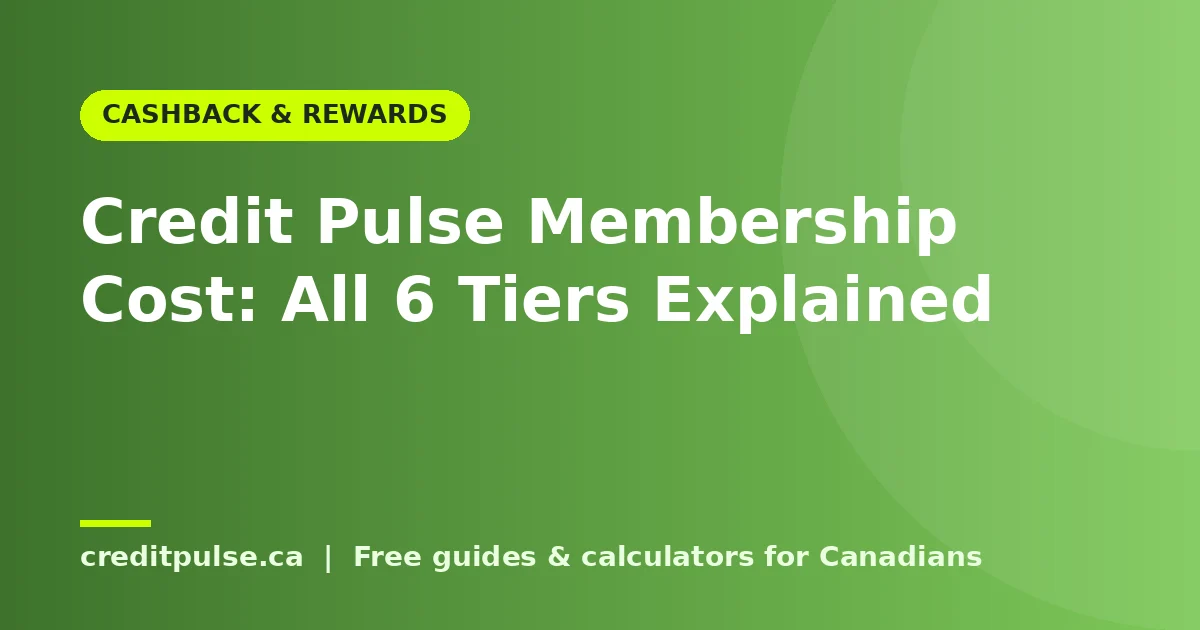 CASHBACK & REWARDS
Credit Pulse Membership
Cost: All 6 Tiers Explained
creditpulse.ca | Free guides & calculators for Canadians